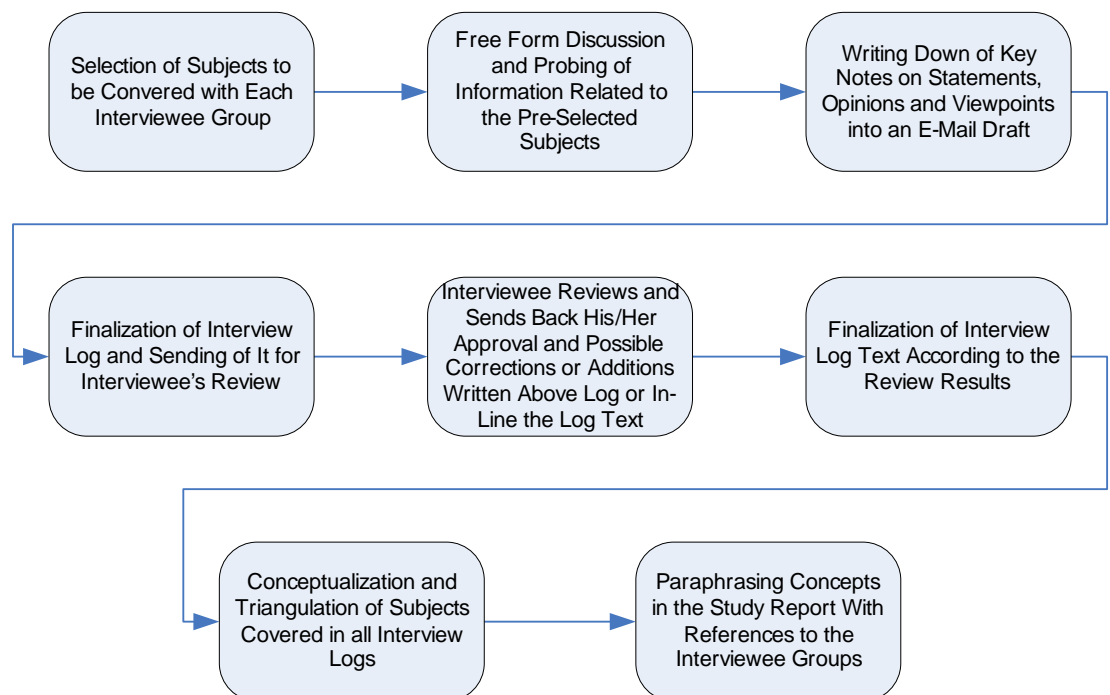 Selection of Subjects to
be Convered with Each
Interviewee Group
Free Form Discussion
and Probing of
Information Related to
the Pre-Selected
Subjects
Writing Down of Key
Notes on Statements,
Opinions and Viewpoints
into an E-Mail Draft
Finalization of Interview
Log and Sending of It for
Interviewee's Review
Interviewee Reviews and
Sends Back His/Her
Approval and Possible
Corrections or Additions
Written Above Log or In-
Line the Log Text
Finalization of Interview
Log Text According to the
Review Results
Conceptualization and
Triangulation of Subjects
Covered in all Interview
Logs
Paraphrasing Concepts
in the Study Report With
References to the
Interviewee Groups